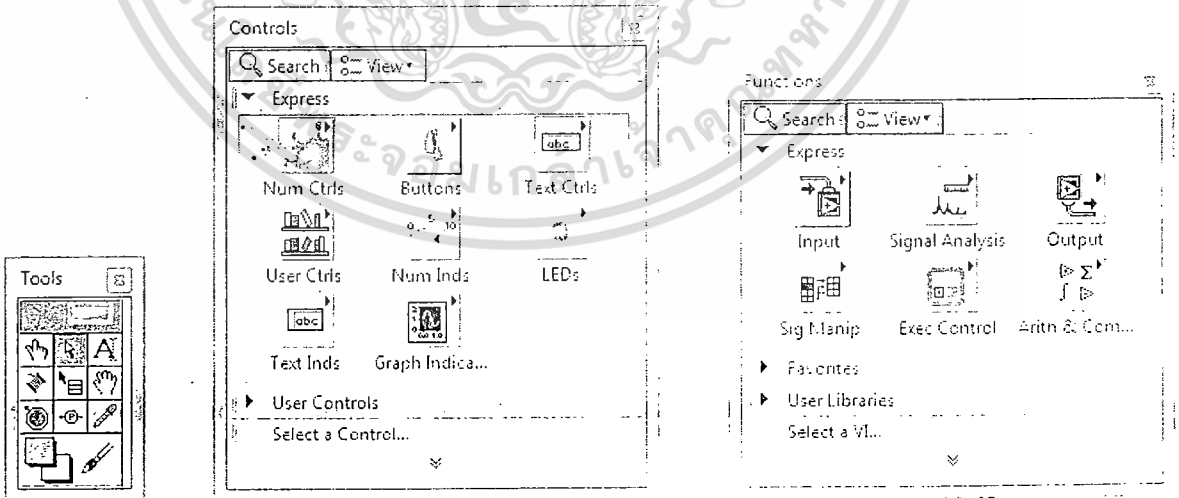 Tools
Controls
Search View
Express
Num Ctrls Buttons Text Ctrls
User Ctrls Num Inds LEDs
Text Inds Graph Indica...
User Controls
Select a Control...
Functions
Search View
Express
Input Signal Analysis Output
Sig Manip Exec Control Arith & Com...
Favorites
User Libraries
Select a VI...